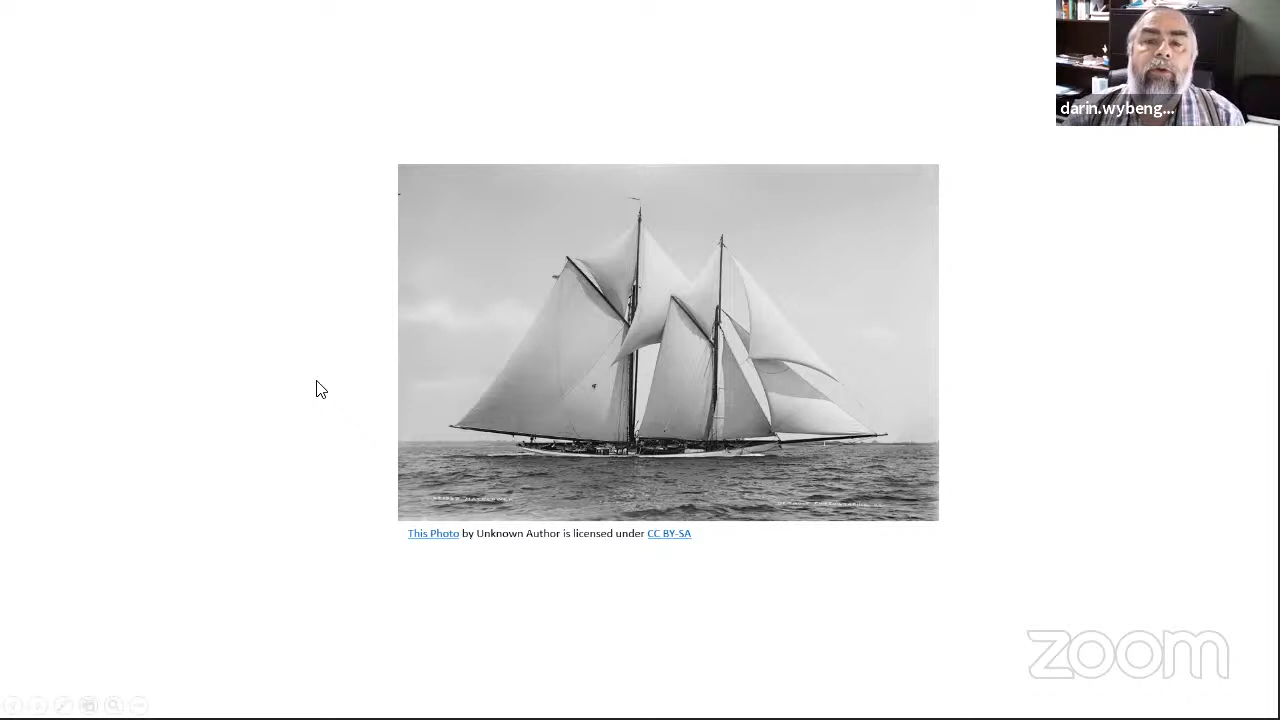 darin.wybeng...
This Photo by Unknown Author is licensed under CC BY-SA
zoom